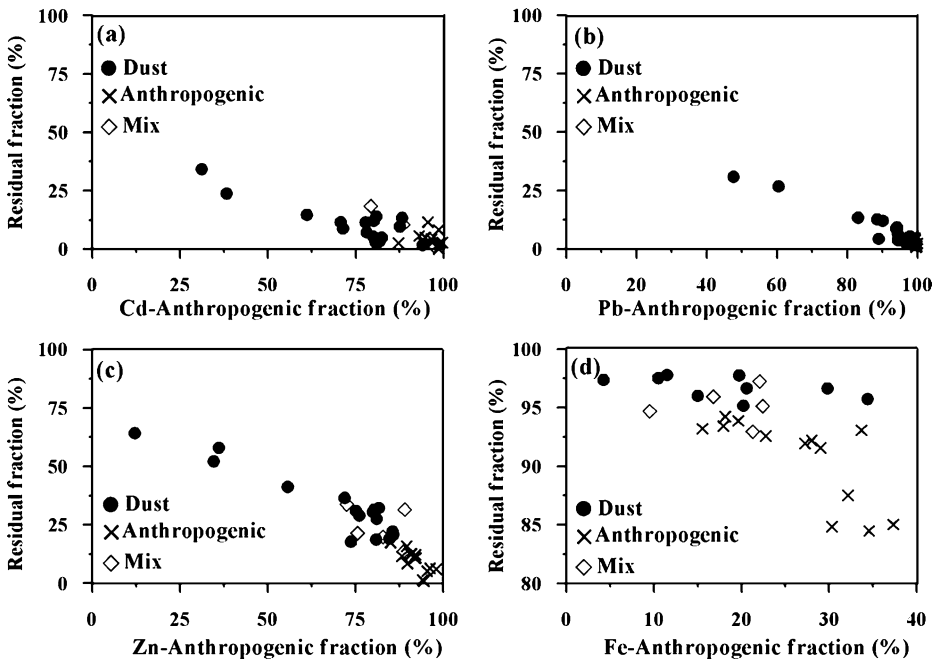 100
(a)
Dust
Anthropogenic
Mix
75
50
25
0
Residual fraction (%)
0 25 50 75 100
Cd-Anthropogenic fraction (%)
100
(b)
Dust
Anthropogenic
Mix
75
50
25
0
Residual fraction (%)
0 20 40 60 80 100
Pb-Anthropogenic fraction (%)
100
(c)
75
50
25
0
Dust
Anthropogenic
Mix
Residual fraction (%)
0 25 50 75 100
Zn-Anthropogenic fraction (%)
100
(d)
95
90
85
80
Dust
Anthropogenic
Mix
Residual fraction (%)
0 10 20 30 40
Fe-Anthropogenic fraction (%)